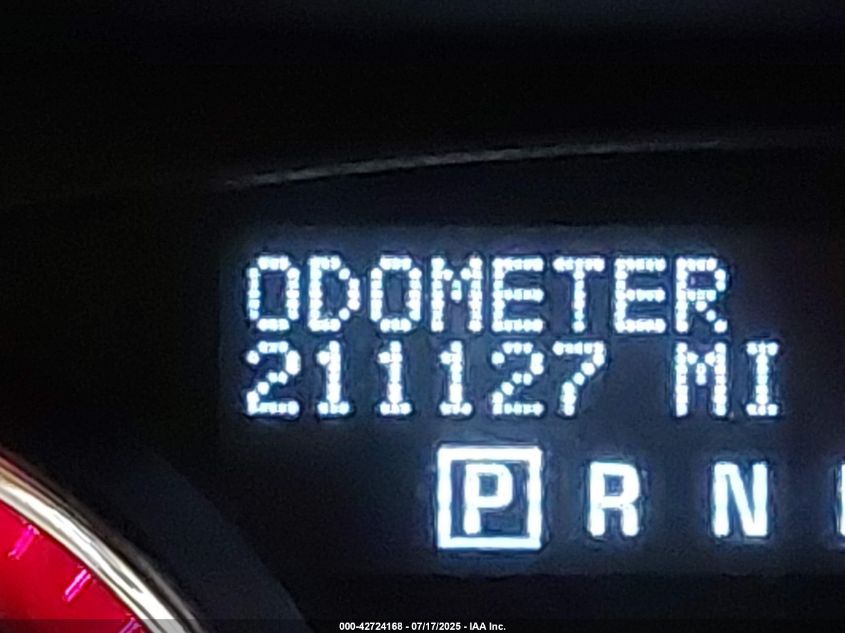 ODOMETER
211127 MI
P R N
000-42724168 - 07/17/2025 - IAA Inc.